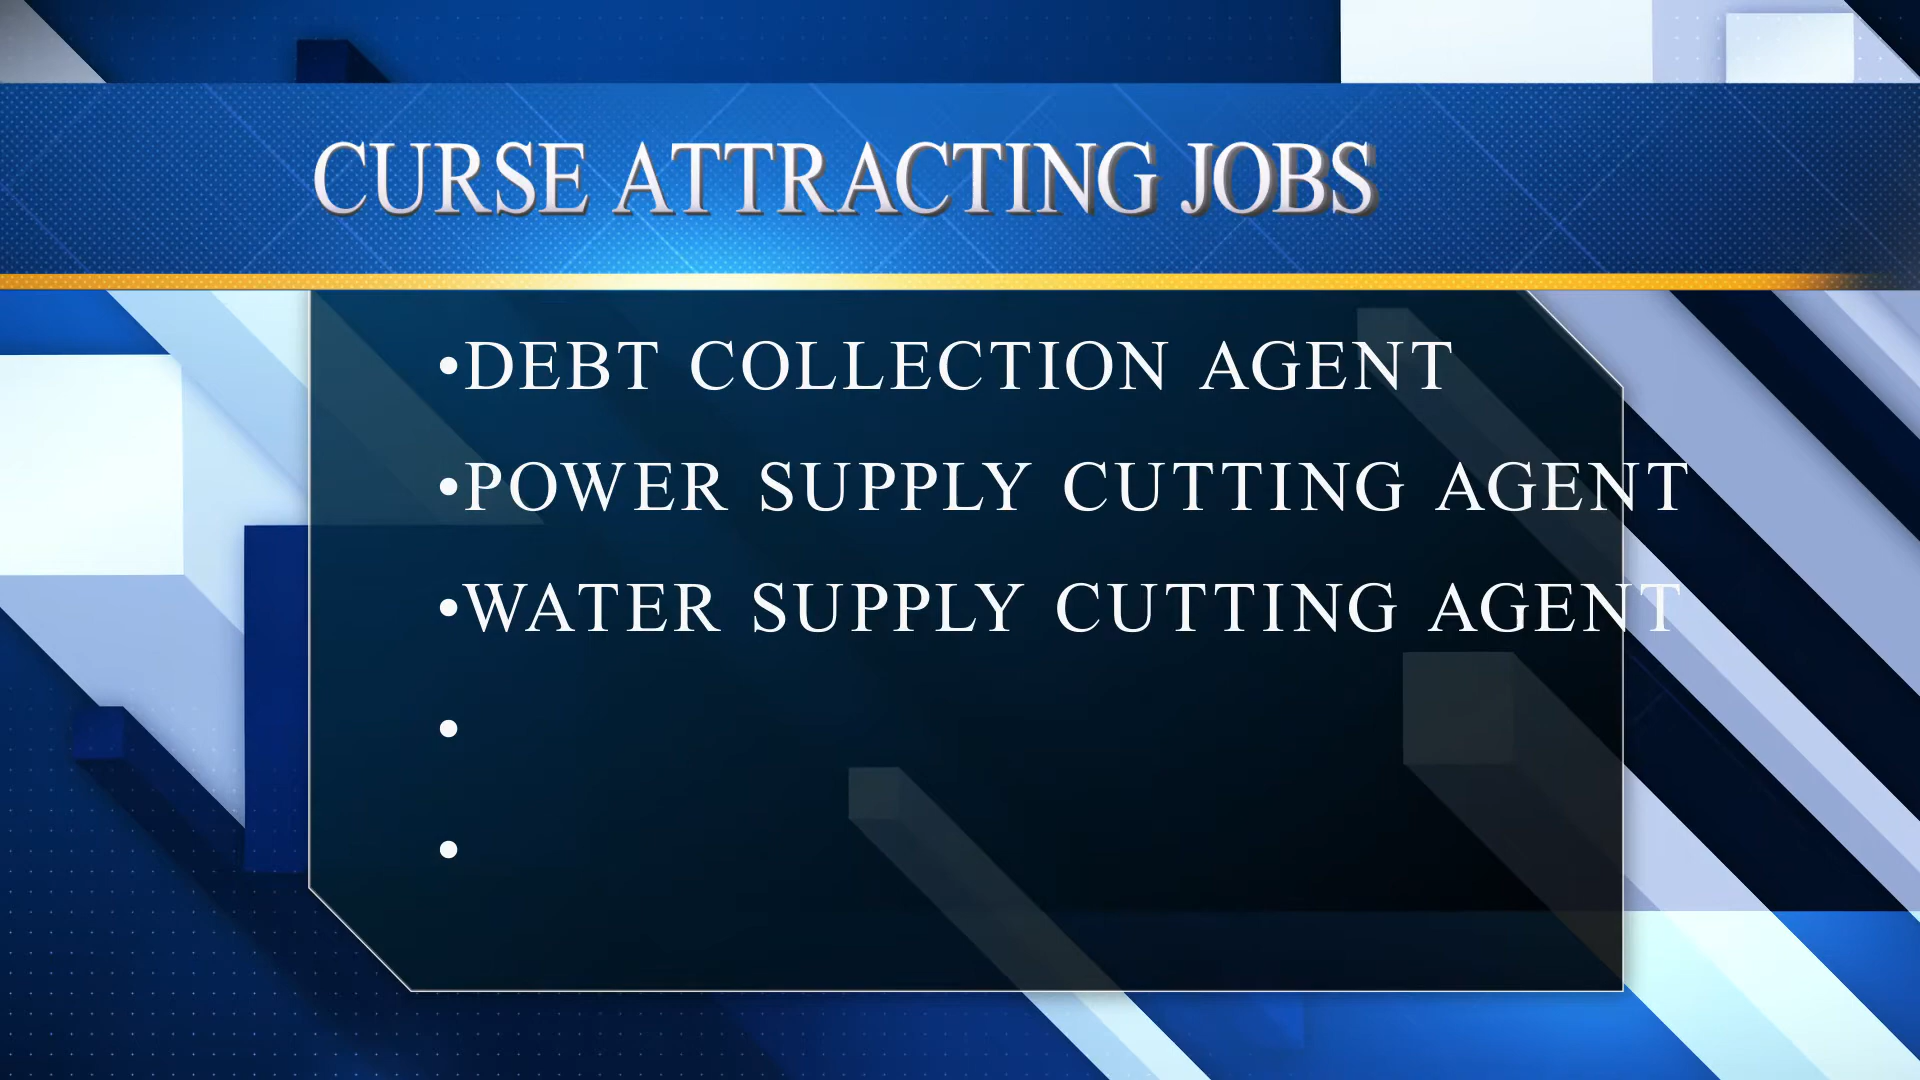 CURSE ATTRACTING JOBS
•DEBT COLLECTION AGENT
•POWER SUPPLY CUTTING AGENT
•WATER SUPPLY CUTTING AGENT
•
•